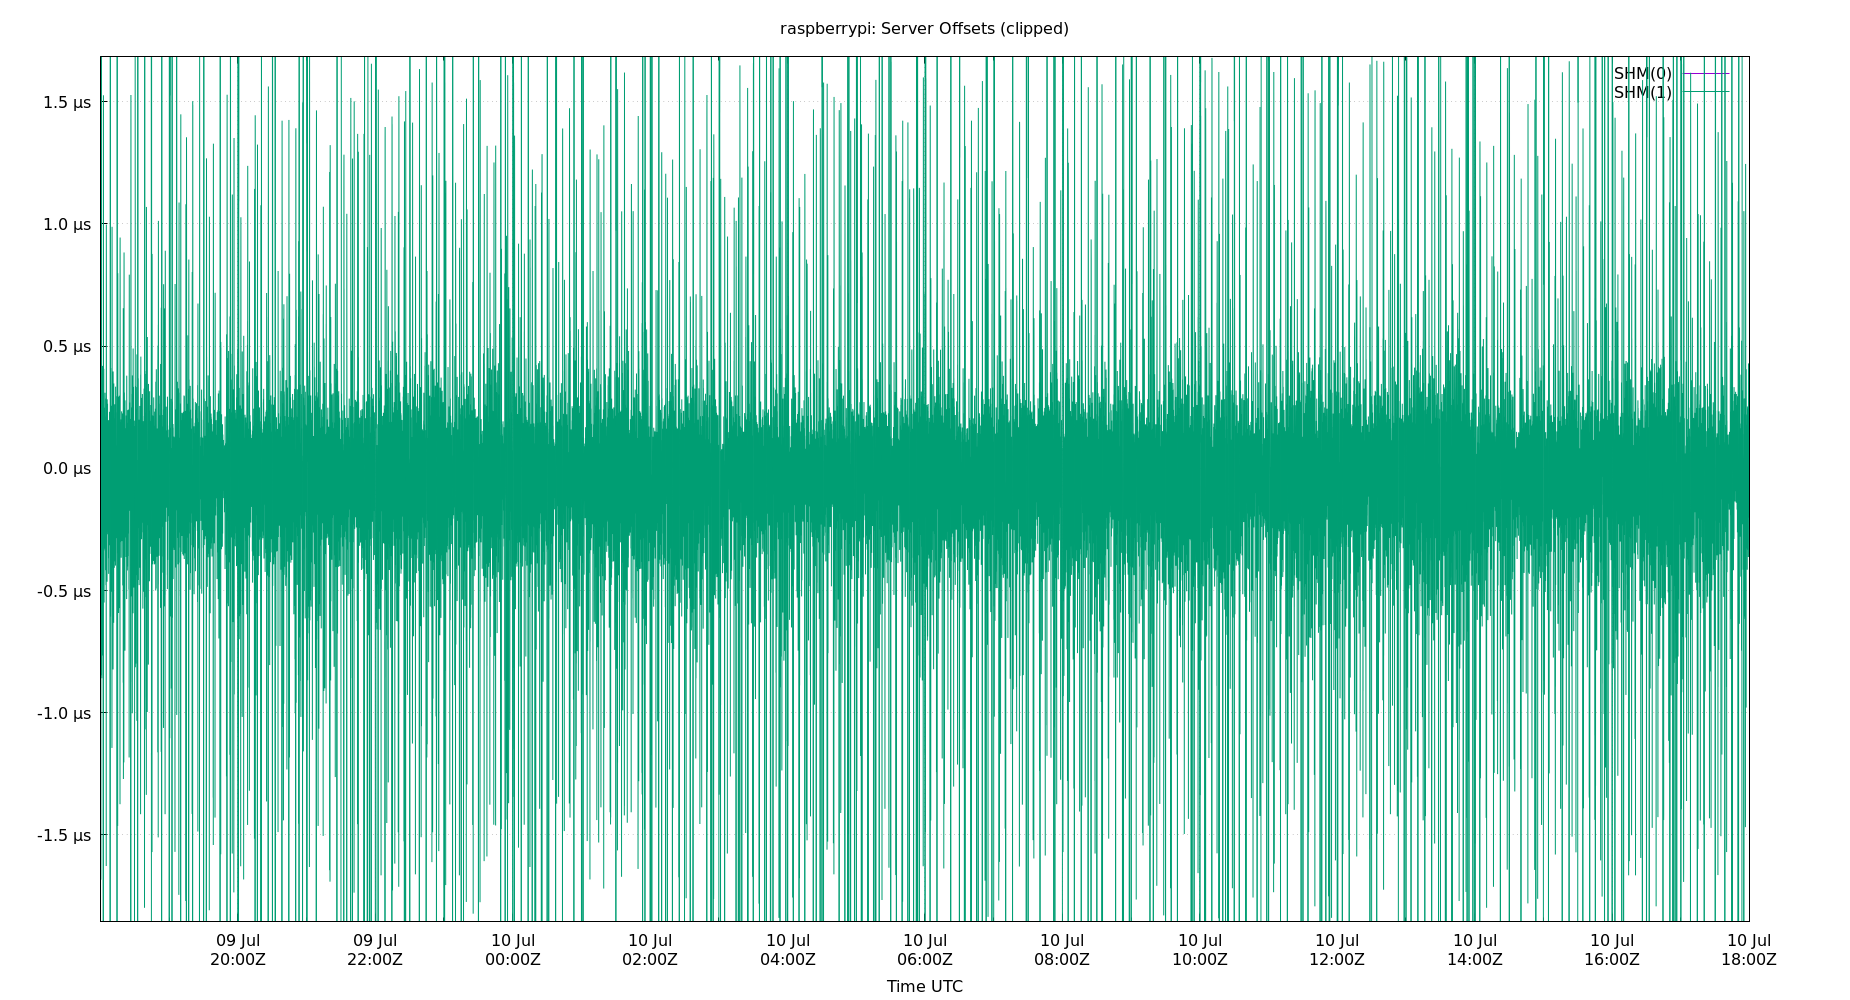 raspberrypi: Server Offsets (clipped)
SHM(0)
SHM(1)
1.5 µs
1.0 µs
0.5 µs
0.0 µs
-0.5 µs
-1.0 µs
-1.5 µs
09 Jul 09 Jul 10 Jul 10 Jul 10 Jul 10 Jul 10 Jul 10 Jul 10 Jul 10 Jul 10 Jul 10 Jul
20:00Z 22:00Z 00:00Z 02:00Z 04:00Z 06:00Z 08:00Z 10:00Z 12:00Z 14:00Z 16:00Z 18:00Z
Time UTC